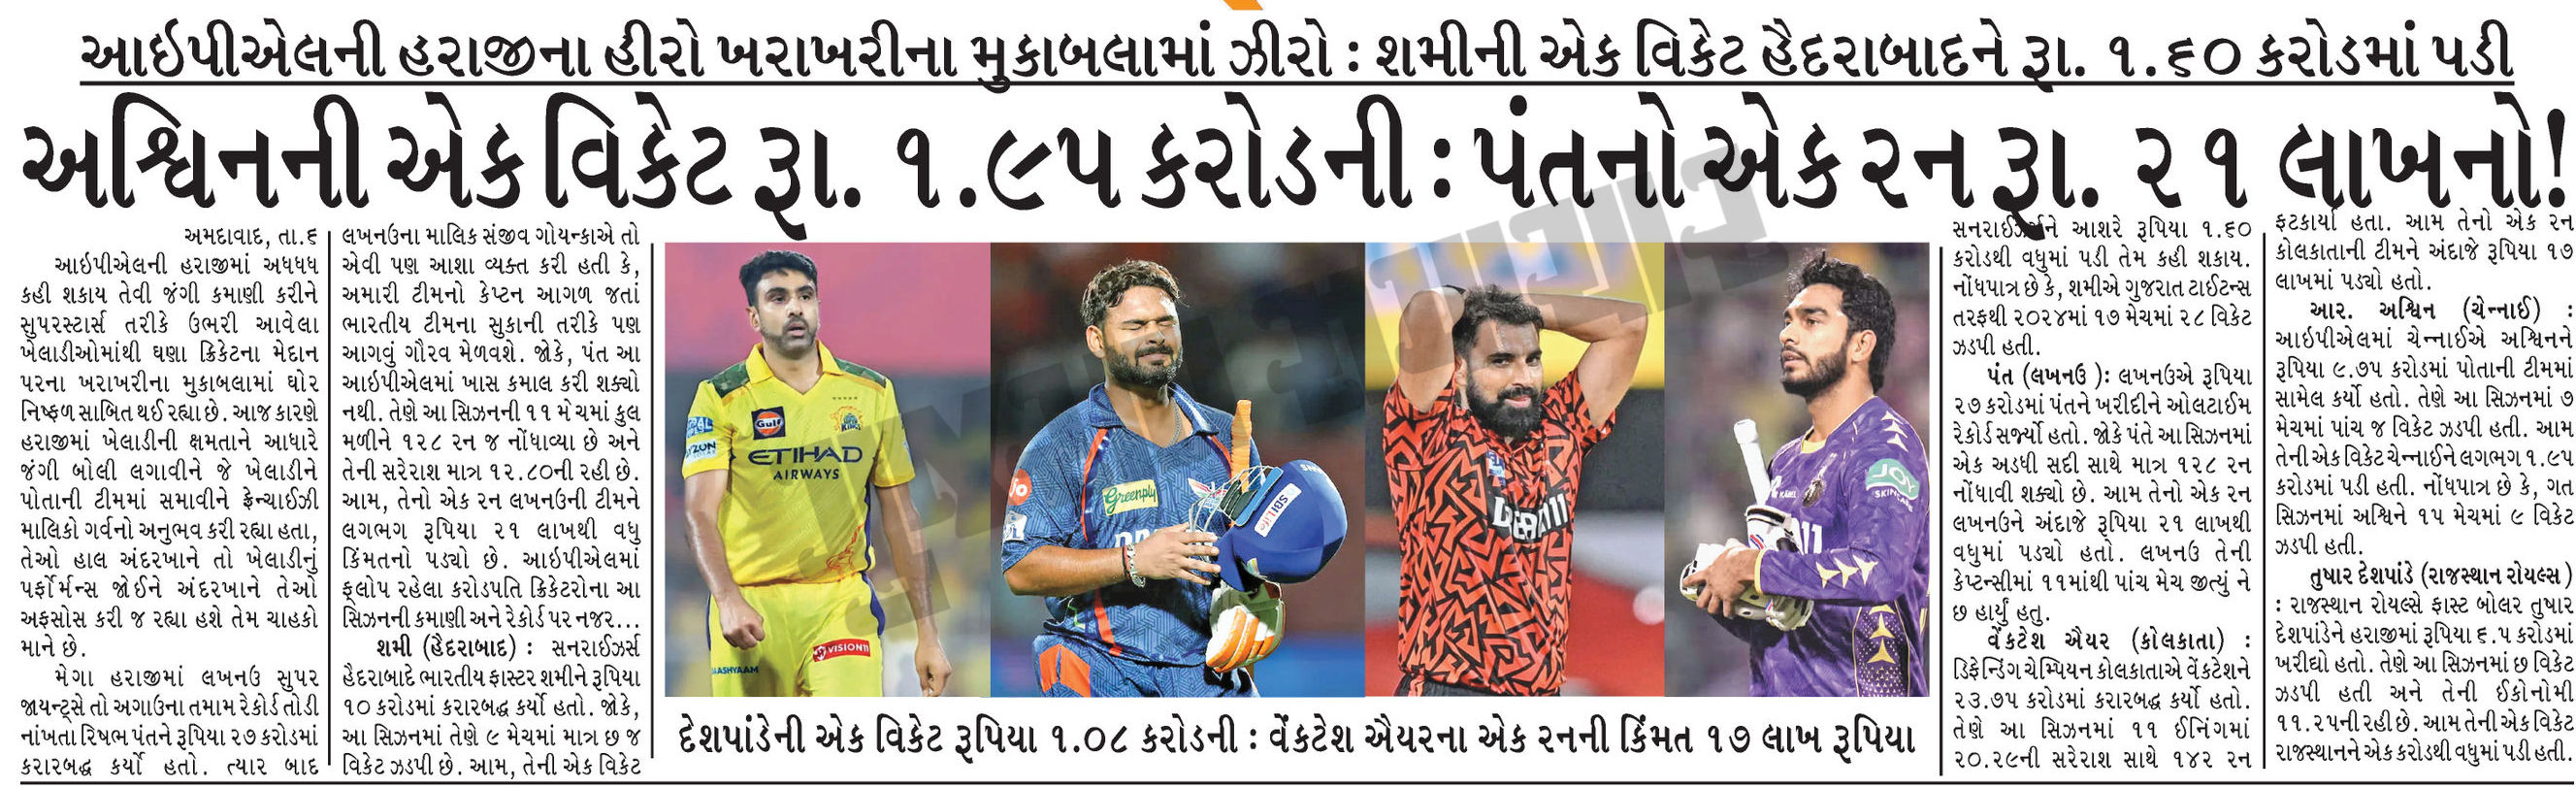 આઇપીએલની હરાજીના હીરો ખરાખરીના મુકાબલામાં ઝીરો : શમીની એક વિકેટ હૈદરાબાદને રૂા. ૧.૬૦ કરોડમાં પડી
અશ્વિનની એક વિકેટ રૂા. ૧.૯૫ કરોડની : પંતનો એક રન રૂા. ૨૧ લાખનો!
અમદાવાદ, તા.૬
આઇપીએલની હરાજીમાં અધધધ
કહી શકાય તેવી જંગી કમાણી કરીને
સુપરસ્ટાર્સ તરીકે ઉભરી આવેલા
ખેલાડીઓમાંથી ઘણા ક્રિકેટના મેદાન
પરના ખરાખરીના મુકાબલામાં ઘોર
નિષ્ફળ સાબિત થઈ રહ્યા છે. આજ કારણે
હરાજીમાં ખેલાડીની ક્ષમતાને આધારે
જંગી બોલી લગાવીને જે ખેલાડીને
પોતાની ટીમમાં સમાવીને ફ્રેન્ચાઈઝી
માલિકો ગર્વનો અનુભવ કરી રહ્યા હતા,
તેઓ હાલ અંદરખાને તો ખેલાડીનું
પર્ફોર્મન્સ જોઈને અંદરખાને તેઓ
અફસોસ કરી જ રહ્યા હશે તેમ ચાહકો
માને છે.
મેગા હરાજીમાં લખનઉ સુપર
જાયન્ટ્સે તો અગાઉના તમામ રેકોર્ડ તોડી
નાંખતા રિષભ પંતને રૂપિયા ૨૭ કરોડમાં
કરારબદ્ધ કર્યો હતો. ત્યાર બાદ
લખનઉના માલિક સંજીવ ગોયન્કાએ તો
એવી પણ આશા વ્યક્ત કરી હતી કે,
અમારી ટીમનો કેપ્ટન આગળ જતાં
ભારતીય ટીમના સુકાની તરીકે પણ
આગવું ગૌરવ મેળવશે. જોકે, પંત આ
આઇપીએલમાં ખાસ કમાલ કરી શક્યો
નથી. તેણે આ સિઝનની ૧૧ મેચમાં કુલ
મળીને ૧૨૮ રન જ નોંધાવ્યા છે અને
તેની સરેરાશ માત્ર ૧૨.૮૦ની રહી છે.
આમ, તેનો એક રન લખનઉની ટીમને
લગભગ રૂપિયા ૨૧ લાખથી વધુ
કિંમતનો પડ્યો છે. આઇપીએલમાં
ફ્લોપ રહેલા કરોડપતિ ક્રિકેટરોના આ
સિઝનની કમાણી અને રેકોર્ડ પર નજર...
શમી (હૈદરાબાદ) : સનરાઈઝર્સ
હૈદરાબાદે ભારતીય ફાસ્ટર શમીને રૂપિયા
૧૦ કરોડમાં કરારબદ્ધ કર્યો હતો. જોકે,
આ સિઝનમાં તેણે ૯ મેચમાં માત્ર છ જ
વિકેટ ઝડપી છે. આમ, તેની એક વિકેટ
ETIHAD
AIRWAYS
Gulf
VISION11
AASHYAAM
Greenply
SBI Life
JOY
દેશપાંડેની એક વિકેટ રૂપિયા ૧.૦૮ કરોડની : વેંકટેશ ઐયરના એક રનની કિંમત ૧૭ લાખ રૂપિયા
સનરાઈઝર્સને આશરે રૂપિયા ૧.૬૦
કરોડથી વધુમાં પડી તેમ કહી શકાય.
નોંધપાત્ર છે કે, શમીએ ગુજરાત ટાઈટન્સ
તરફથી ૨૦૨૪માં ૧૭ મેચમાં ૨૮ વિકેટ
ઝડપી હતી.
પંત (લખનઉ ): લખનઉએ રૂપિયા
૨૭ કરોડમાં પંતને ખરીદીને ઓલટાઈમ
રેકોર્ડ સર્જ્યો હતો. જોકે પંતે આ સિઝનમાં
એક અડધી સદી સાથે માત્ર ૧૨૮ રન
નોંધાવી શક્યો છે. આમ તેનો એક રન
લખનઉને અંદાજે રૂપિયા ૨૧ લાખથી
વધુમાં પડ્યો હતો. લખનઉ તેની
કેપ્ટન્સીમાં ૧૧માંથી પાંચ મેચ જીત્યું ને
છ હાર્યું હતુ.
વેંકટેશ ઐયર (કોલકાતા) :
ડિફેન્ડિંગ ચેમ્પિયન કોલકાતાએ વેંકટેશને
૨૩.૭૫ કરોડમાં કરારબદ્ધ કર્યો હતો.
તેણે આ સિઝનમાં ૧૧ ઈનિંગમાં
૨૦.૨૯ની સરેરાશ સાથે ૧૪૨ રન
ફટકાર્યા હતા. આમ તેનો એક રન
કોલકાતાની ટીમને અંદાજે રૂપિયા ૧૭
લાખમાં પડ્યો હતો.
આર. અશ્વિન (ચેન્નાઈ) :
આઇપીએલમાં ચેન્નાઈએ અશ્વિનને
રૂપિયા ૯.૭૫ કરોડમાં પોતાની ટીમમાં
સામેલ કર્યો હતો. તેણે આ સિઝનમાં ૭
મેચમાં પાંચ જ વિકેટ ઝડપી હતી. આમ
તેની એક વિકેટ ચેન્નાઈને લગભગ ૧.૯૫
કરોડમાં પડી હતી. નોંધપાત્ર છે કે, ગત
સિઝનમાં અશ્વિને ૧૫ મેચમાં ૯ વિકેટ
ઝડપી હતી.
તુષાર દેશપાંડે (રાજસ્થાન રોયલ્સ )
: રાજસ્થાન રોયલ્સે ફાસ્ટ બોલર તુષાર
દેશપાંડેને હરાજીમાં રૂપિયા ૬.૫ કરોડમાં
ખરીદ્યો હતો. તેણે આ સિઝનમાં છ વિકેટ
ઝડપી હતી અને તેની ઈકોનોમી
૧૧.૨૫ની રહી છે. આમ તેની એક વિકેટ
રાજસ્થાનને એક કરોડથી વધુમાં પડી હતી.